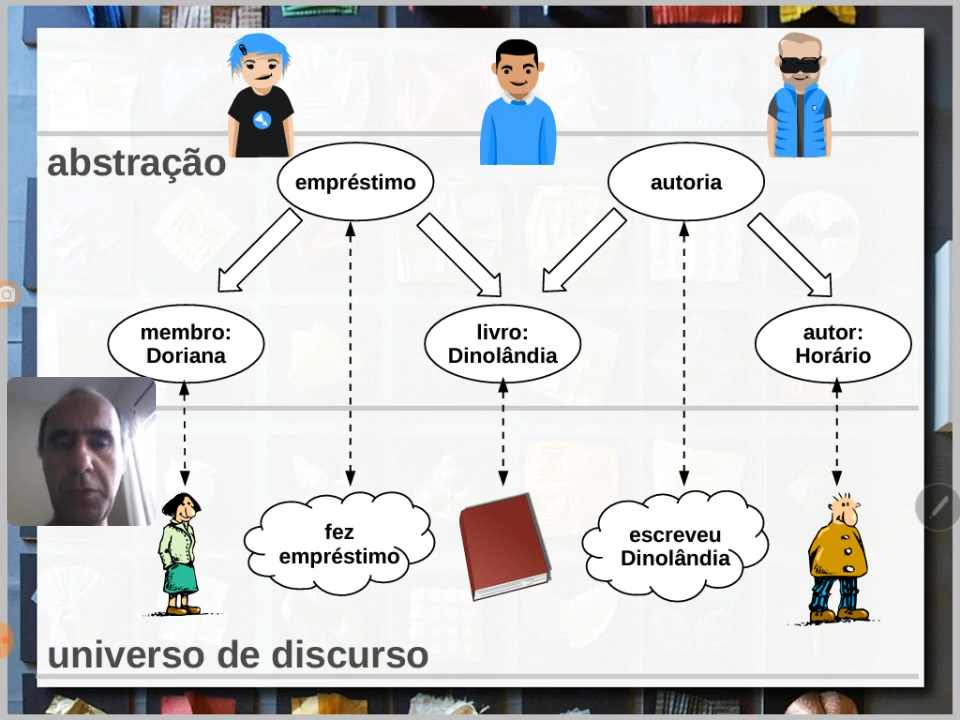 abstração
empréstimo
autoria
membro:
Doriana
livro:
Dinolândia
autor:
Horário
fez
empréstimo
escreveu
Dinolândia
universo de discurso